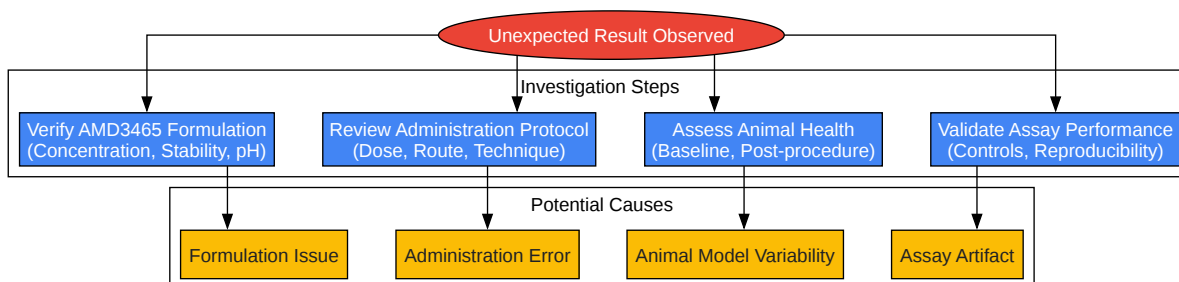 Unexpected Result Observed
Investigation Steps
Verify AMD3465 Formulation
(Concentration, Stability, pH)
Review Administration Protocol
(Dose, Route, Technique)
Assess Animal Health
(Baseline, Post-procedure)
Validate Assay Performance
(Controls, Reproducibility)
Potential Causes
Formulation Issue
Administration Error
Animal Model Variability
Assay Artifact